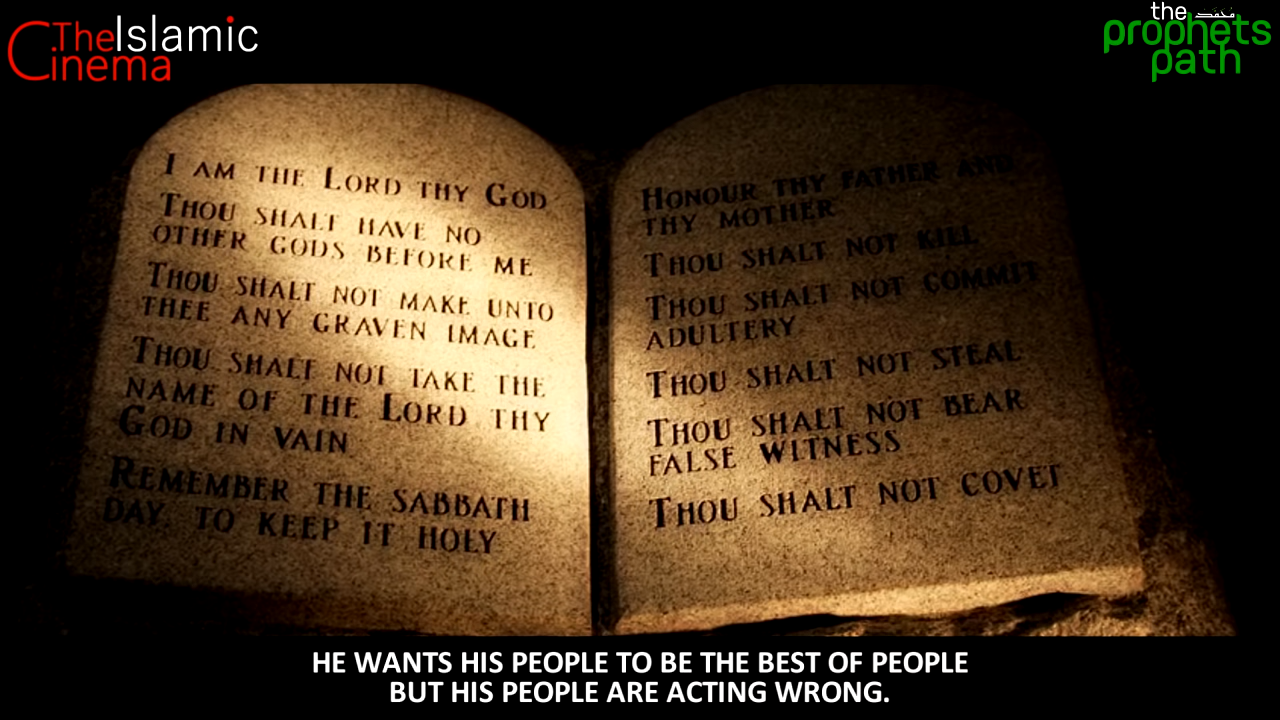 The Islamic
Cinema
the محمد
prophets
path
I AM THE LORD THY GOD
THOU SHALT HAVE NO
OTHER GODS BEFORE ME
THOU SHALT NOT MAKE UNTO
THEE ANY GRAVEN IMAGE
THOU SHALT NOT TAKE THE
NAME OF THE LORD THY
GOD IN VAIN
REMEMBER THE SABBATH
DAY, TO KEEP IT HOLY
HONOUR THY FATHER AND
THY MOTHER
THOU SHALT NOT KILL
THOU SHALT NOT COMMIT
ADULTERY
THOU SHALT NOT STEAL
THOU SHALT NOT BEAR
FALSE WITNESS
THOU SHALT NOT COVET
HE WANTS HIS PEOPLE TO BE THE BEST OF PEOPLE
BUT HIS PEOPLE ARE ACTING WRONG.